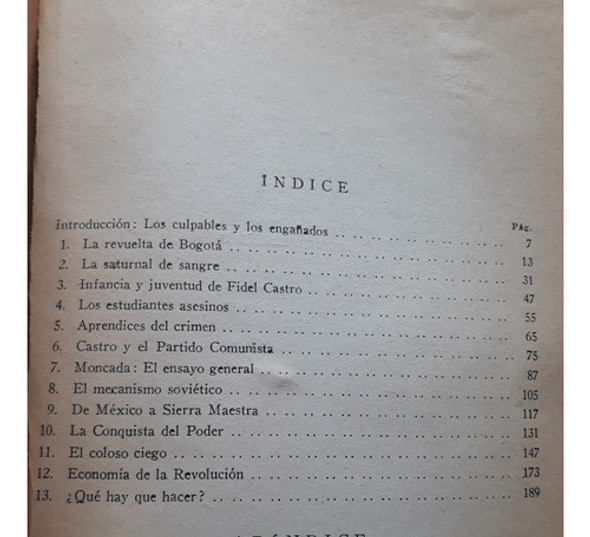 ÍNDICE
Pág.
Introducción: Los culpables y los engañados .. .. .. .. .. .. .. .. 7
1. La revuelta de Bogotá .. .. .. .. .. .. .. .. .. .. .. .. 13
2. La saturnal de sangre .. .. .. .. .. .. .. .. .. .. .. .. 31
3. Infancia y juventud de Fidel Castro .. .. .. .. .. .. .. .. 47
4. Los estudiantes asesinos .. .. .. .. .. .. .. .. .. .. .. 55
5. Aprendices del crimen .. .. .. .. .. .. .. .. .. .. .. .. 65
6. Castro y el Partido Comunista .. .. .. .. .. .. .. .. .. 75
7. Moncada: El ensayo general .. .. .. .. .. .. .. .. .. .. 87
8. El mecanismo soviético .. .. .. .. .. .. .. .. .. .. .. 105
9. De México a Sierra Maestra .. .. .. .. .. .. .. .. .. .. 117
10. La Conquista del Poder .. .. .. .. .. .. .. .. .. .. .. 131
11. El coloso ciego .. .. .. .. .. .. .. .. .. .. .. .. .. 147
12. Economía de la Revolución .. .. .. .. .. .. .. .. .. .. 173
13. ¿Qué hay que hacer? .. .. .. .. .. .. .. .. .. .. .. .. 189